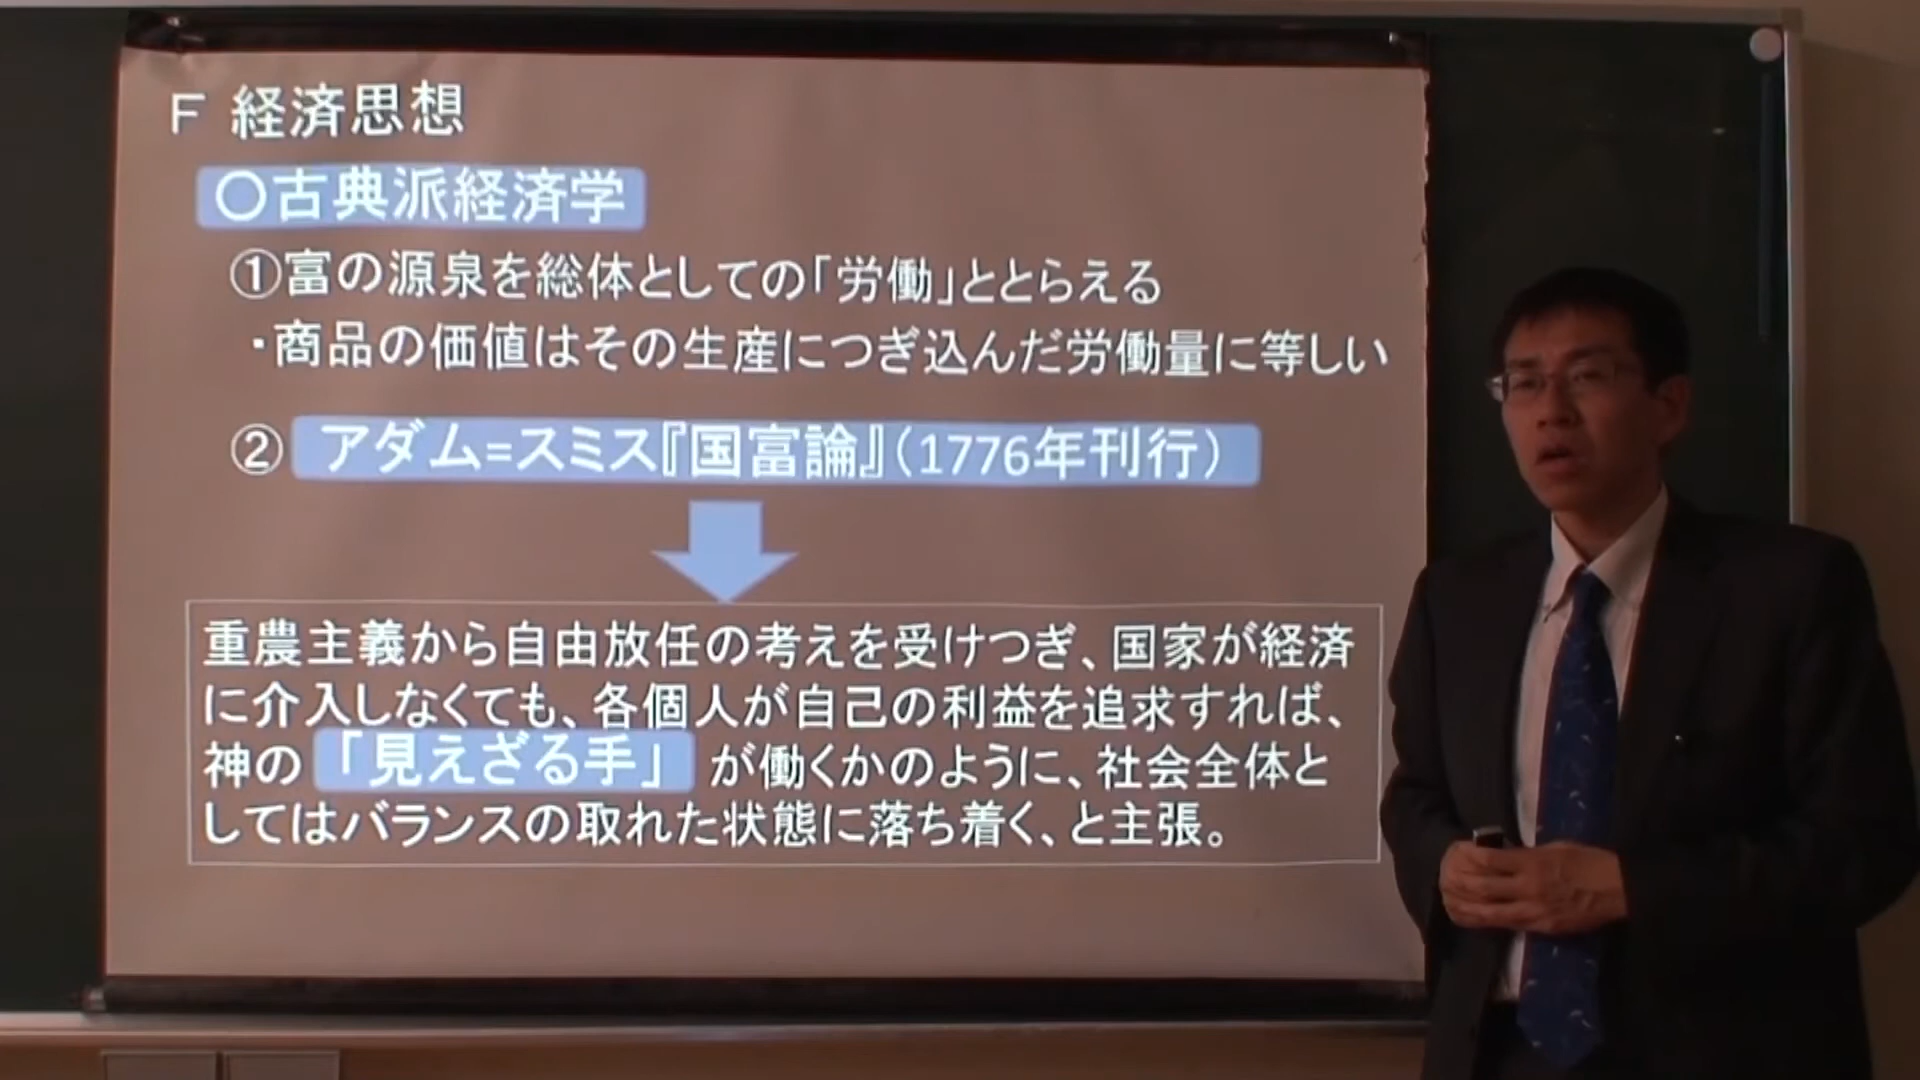 F 経済思想
○古典派経済学
①富の源泉を総体としての「労働」ととらえる
・商品の価値はその生産につぎ込んだ労働量に等しい
② アダム=スミス『国富論』（1776年刊行）
重農主義から自由放任の考えを受けつぎ、国家が経済
に介入しなくても、各個人が自己の利益を追求すれば、
神の「見えざる手」が働くかのように、社会全体と
してはバランスの取れた状態に落ち着く、と主張。